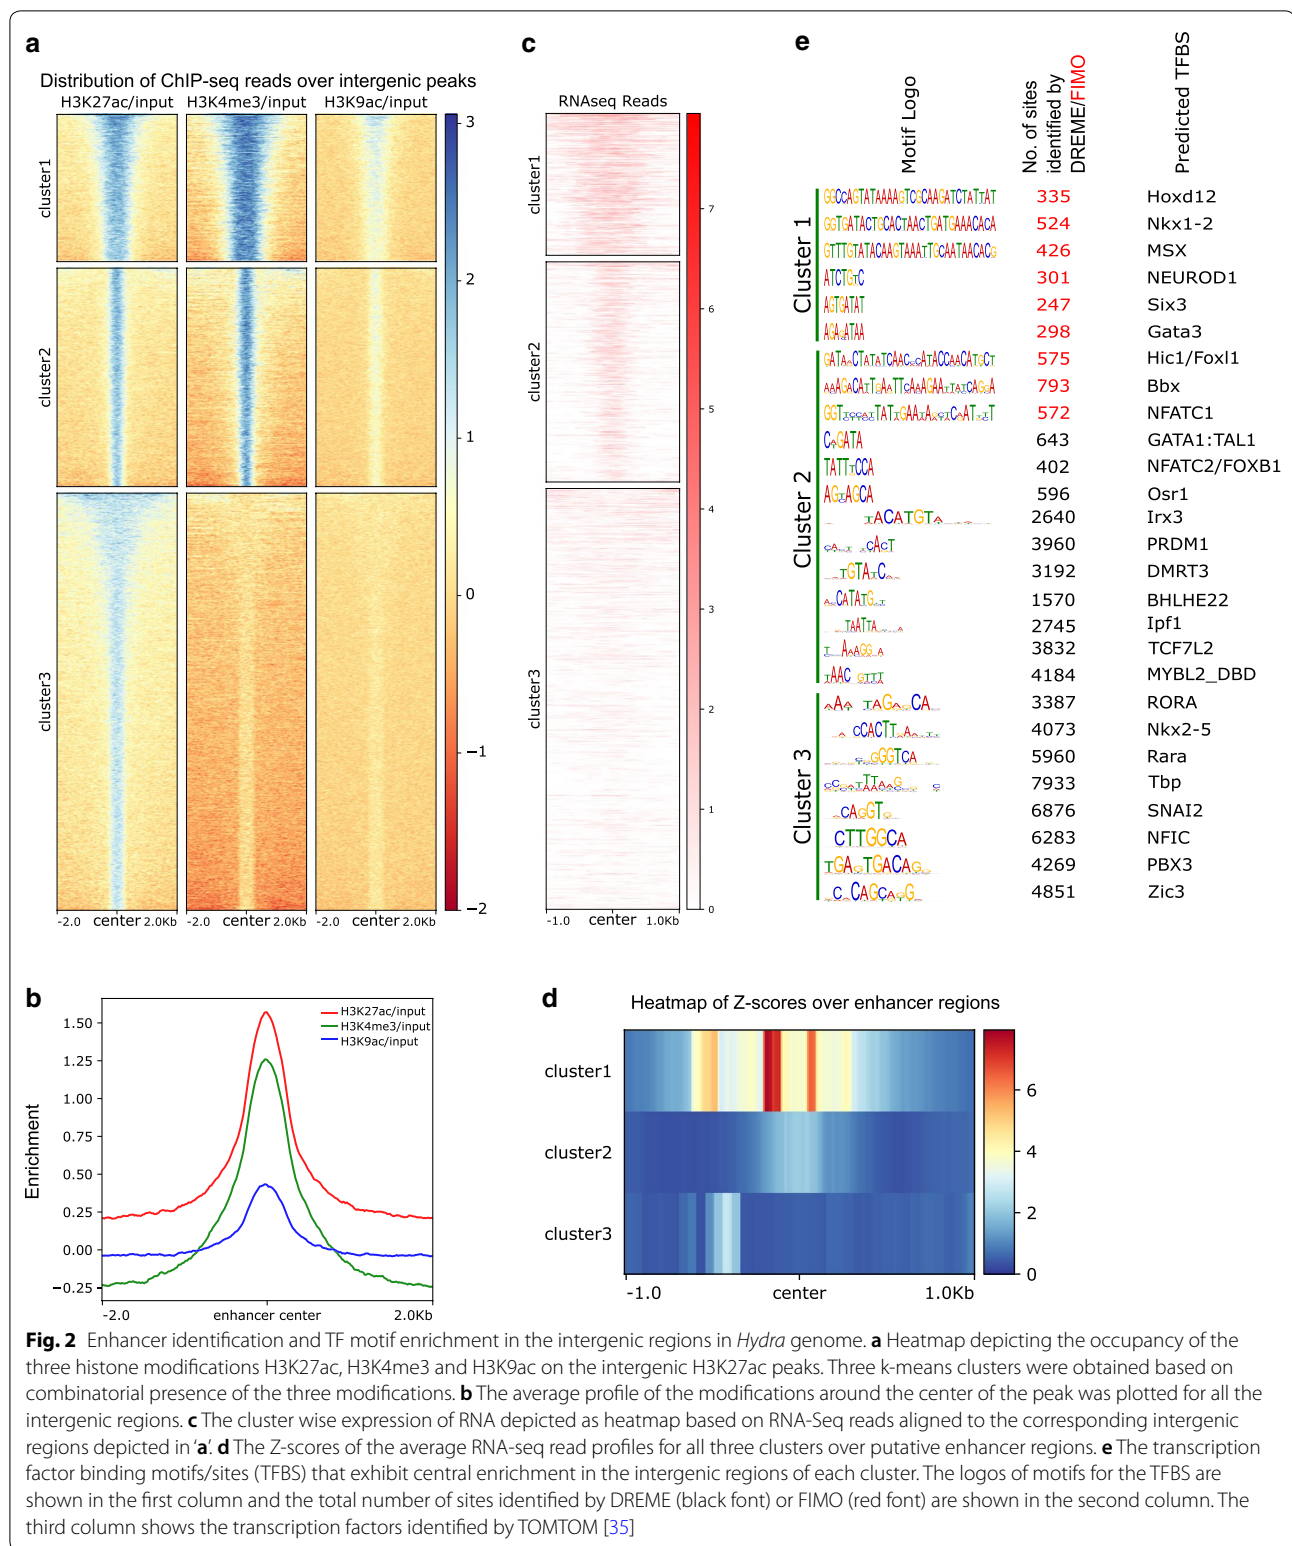 a
Distribution of ChIP-seq reads over intergenic peaks
H3K27ac/input H3K4me3/input H3K9ac/input
cluster1
cluster2
cluster3
3
2
1
0
−1
−2
-2.0 center 2.0Kb
-2.0 center 2.0Kb
-2.0 center 2.0Kb
c
RNAseq Reads
cluster1
cluster2
cluster3
7
6
5
4
3
2
1
0
-1.0 center 1.0Kb
e
Motif Logo
No. of sites
identified by
DREME/FIMO
Predicted TFBS
Cluster 1
335 Hoxd12
524 Nkx1-2
426 MSX
301 NEUROD1
247 Six3
298 Gata3
Cluster 2
575 Hic1/Foxl1
793 Bbx
572 NFATC1
643 GATA1:TAL1
402 NFATC2/FOXB1
596 Osr1
2640 Irx3
3960 PRDM1
3192 DMRT3
1570 BHLHE22
2745 Ipf1
3832 TCF7L2
4184 MYBL2_DBD
Cluster 3
3387 RORA
4073 Nkx2-5
5960 Rara
7933 Tbp
6876 SNAI2
6283 NFIC
4269 PBX3
4851 Zic3
b
H3K27ac/input
H3K4me3/input
H3K9ac/input
Enrichment
1.50
1.25
1.00
0.75
0.50
0.25
0.00
−0.25
-2.0 enhancer center 2.0Kb
d
Heatmap of Z-scores over enhancer regions
cluster1
cluster2
cluster3
6
4
2
0
-1.0 center 1.0Kb
Fig. 2 Enhancer identification and TF motif enrichment in the intergenic regions in Hydra genome. a Heatmap depicting the occupancy of the
three histone modifications H3K27ac, H3K4me3 and H3K9ac on the intergenic H3K27ac peaks. Three k-means clusters were obtained based on
combinatorial presence of the three modifications. b The average profile of the modifications around the center of the peak was plotted for all the
intergenic regions. c The cluster wise expression of RNA depicted as heatmap based on RNA-Seq reads aligned to the corresponding intergenic
regions depicted in ‘a’. d The Z-scores of the average RNA-seq read profiles for all three clusters over putative enhancer regions. e The transcription
factor binding motifs/sites (TFBS) that exhibit central enrichment in the intergenic regions of each cluster. The logos of motifs for the TFBS are
shown in the first column and the total number of sites identified by DREME (black font) or FIMO (red font) are shown in the second column. The
third column shows the transcription factors identified by TOMTOM [35]